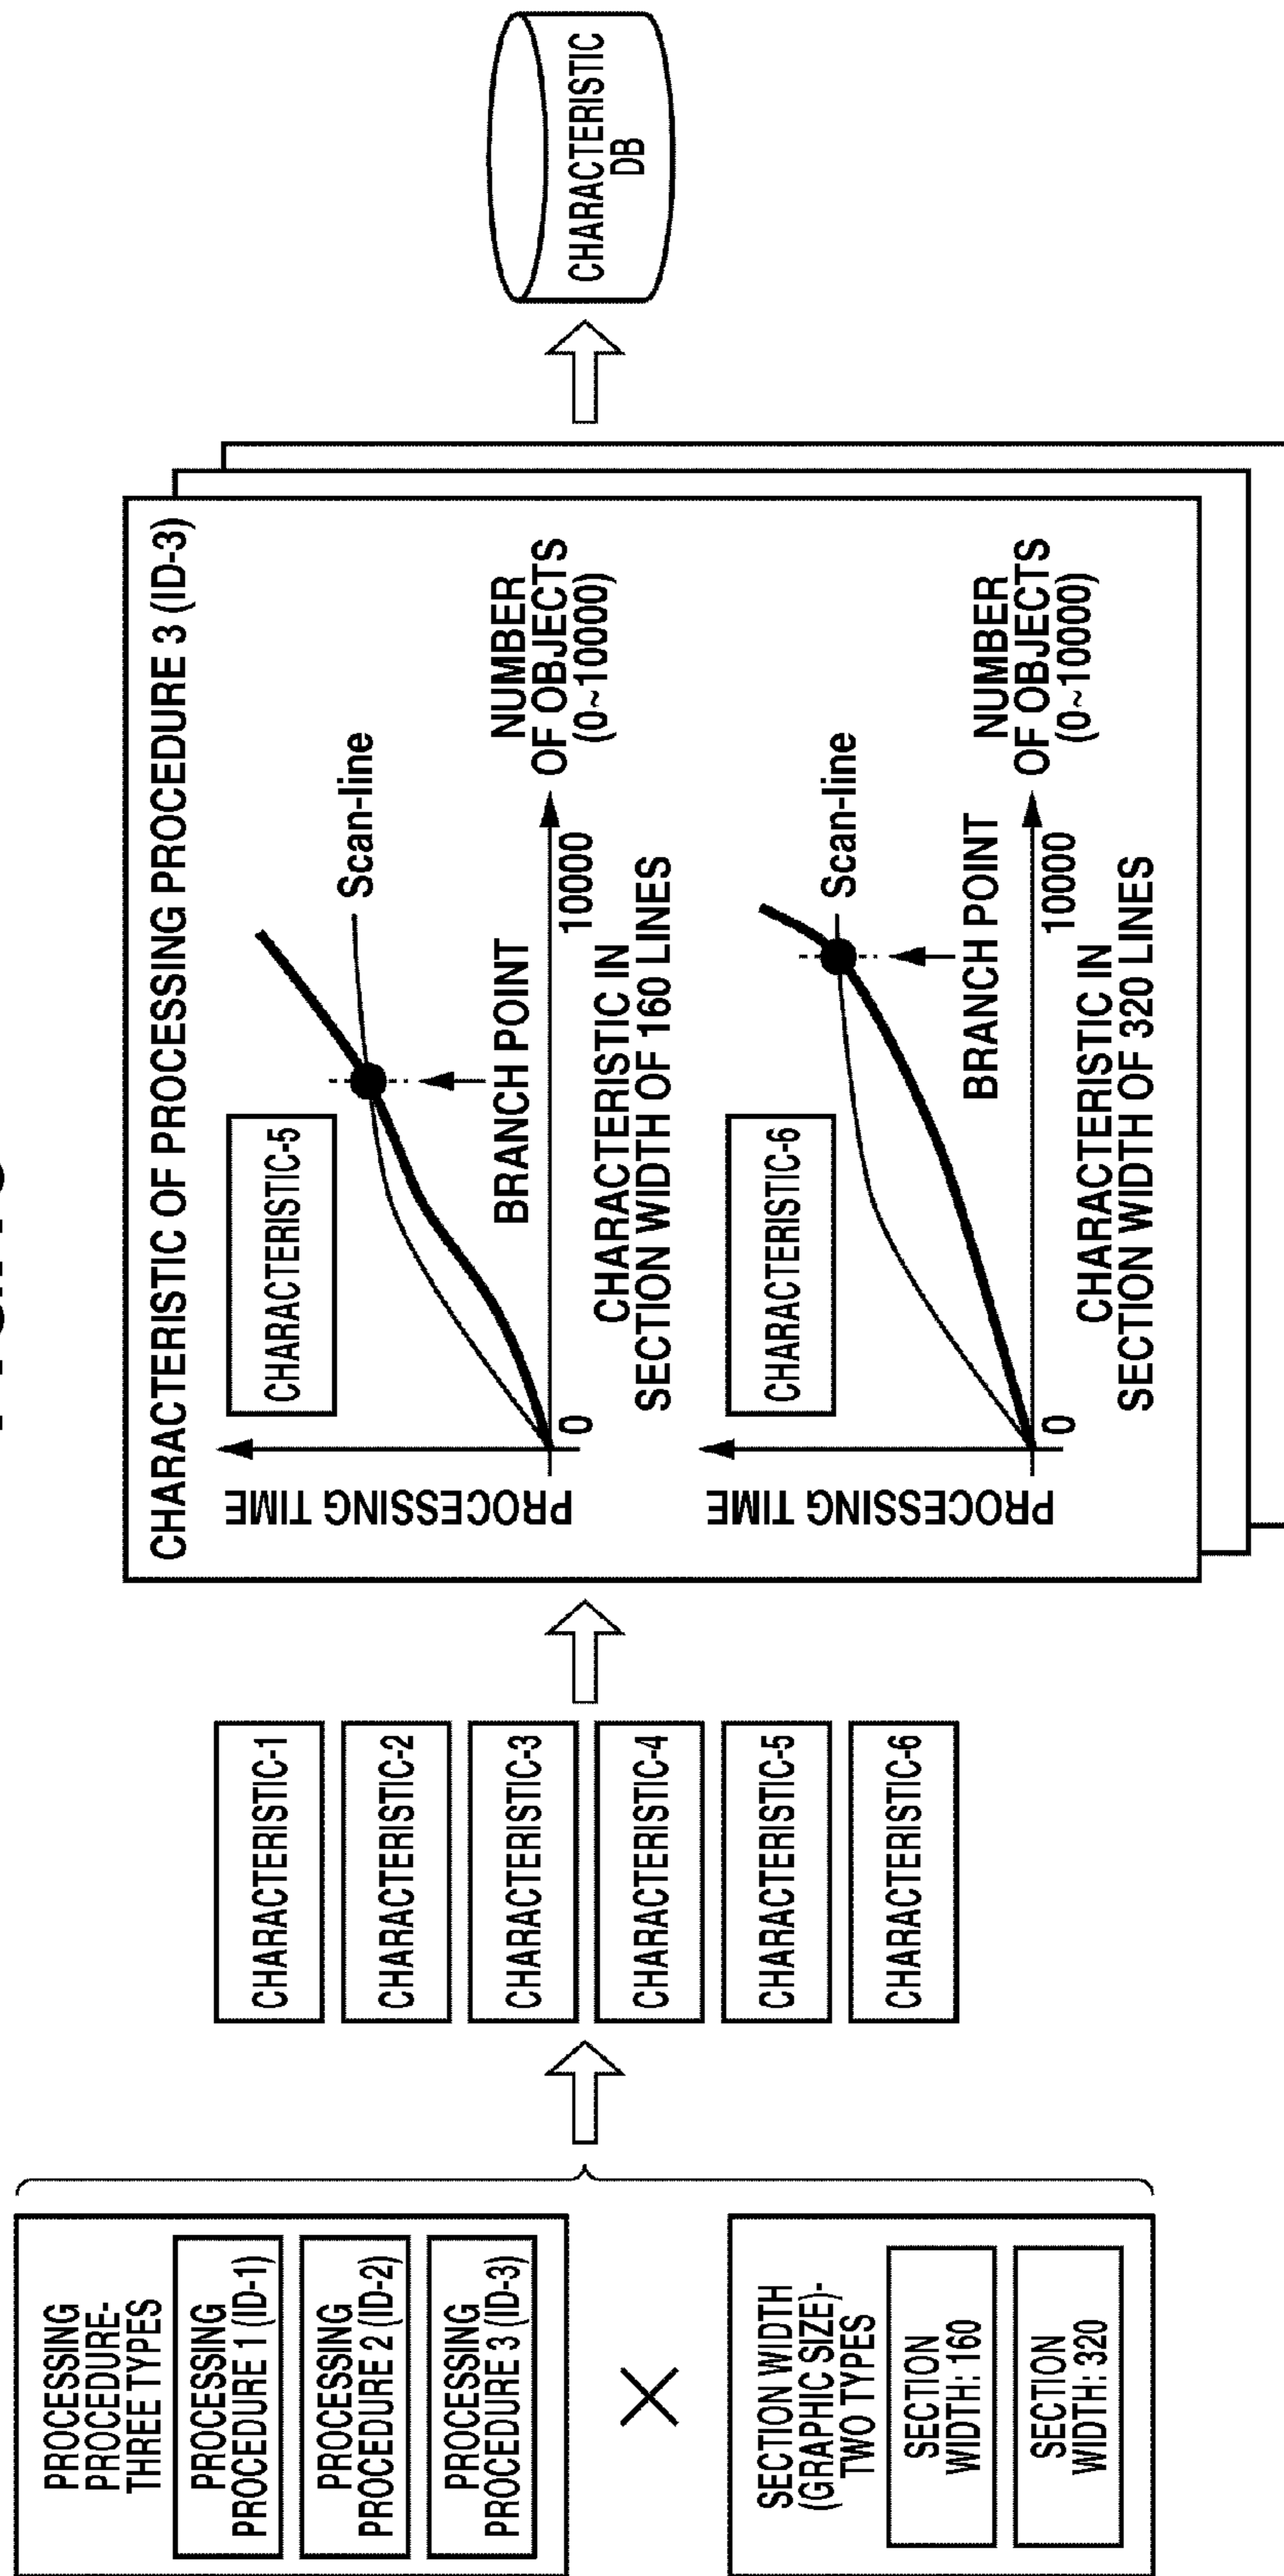 PROCESSING
PROCEDURE-
THREE TYPES
PROCESSING
PROCEDURE 1 (ID-1)
PROCESSING
PROCEDURE 2 (ID-2)
PROCESSING
PROCEDURE 3 (ID-3)
SECTION WIDTH
(GRAPHIC SIZE)-
TWO TYPES
SECTION
WIDTH: 160
SECTION
WIDTH: 320
CHARACTERISTIC-1
CHARACTERISTIC-2
CHARACTERISTIC-3
CHARACTERISTIC-4
CHARACTERISTIC-5
CHARACTERISTIC-6
CHARACTERISTIC OF PROCESSING PROCEDURE 3 (ID-3)
PROCESSING TIME
CHARACTERISTIC-5
Scan-line
BRANCH POINT
0
10000
NUMBER
OF OBJECTS
(0~10000)
CHARACTERISTIC IN
SECTION WIDTH OF 160 LINES
PROCESSING TIME
CHARACTERISTIC-6
Scan-line
BRANCH POINT
0
10000
NUMBER
OF OBJECTS
(0~10000)
CHARACTERISTIC IN
SECTION WIDTH OF 320 LINES
CHARACTERISTIC
DB